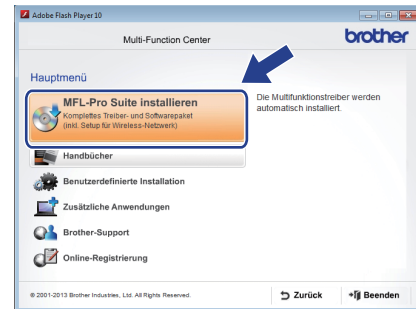 Adobe Flash Player 10
Multi-Function Center
brother
Hauptmenü
MFL-Pro Suite installieren
Komplettes Treiber- und Softwarepaket
(inkl. Setup für Wireless-Netzwerk)
Die Multifunktionstreiber werden
automatisch installiert.
Handbücher
Benutzerdefinierte Installation
Zusätzliche Anwendungen
Brother-Support
Online-Registrierung
© 2001-2013 Brother Industries, Ltd. All Rights Reserved.
Zurück
Beenden